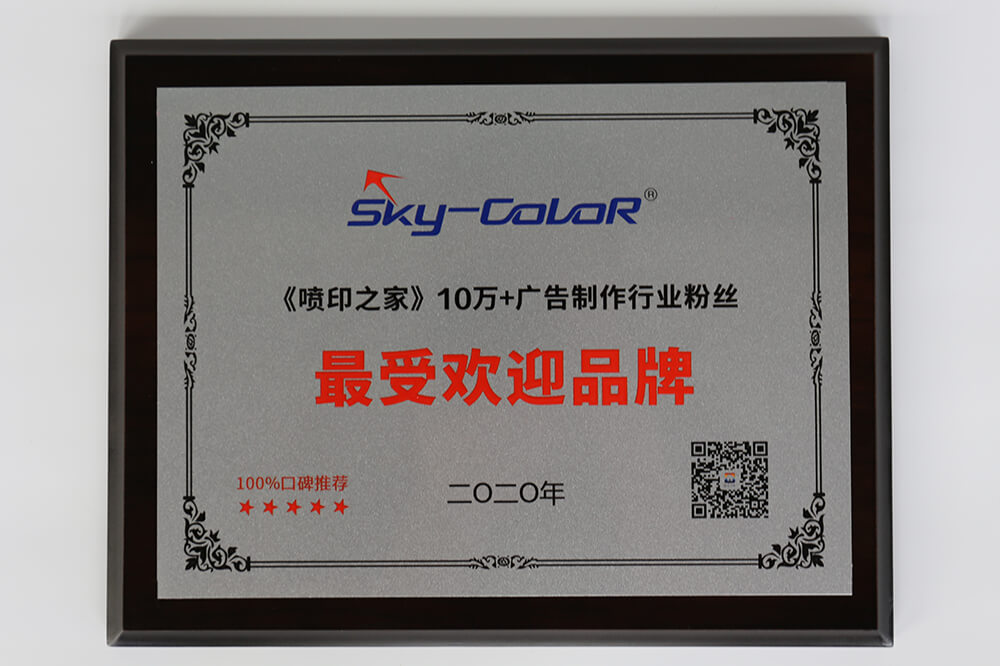 SKY-COLOR®
《喷印之家》10万+广告制作行业粉丝
最受欢迎品牌
100%口碑推荐
二〇二〇年